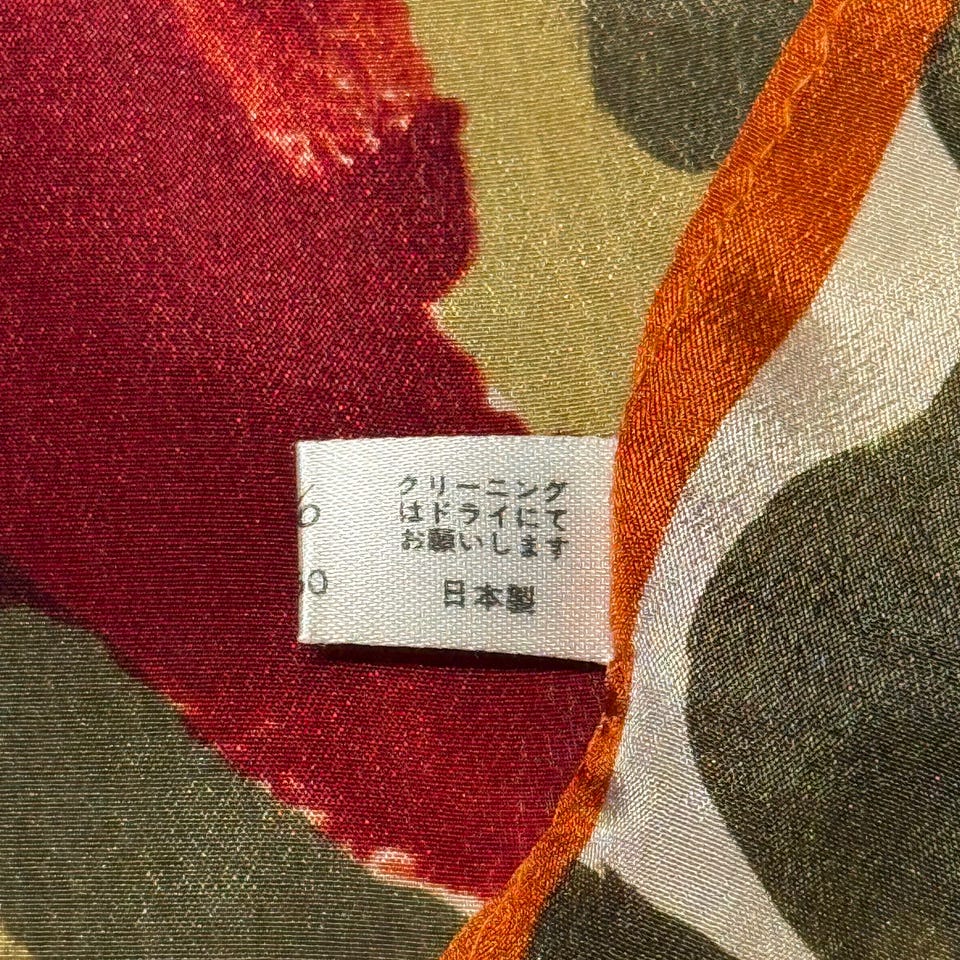 クリーニング
はドライにて
お願いします
日本製